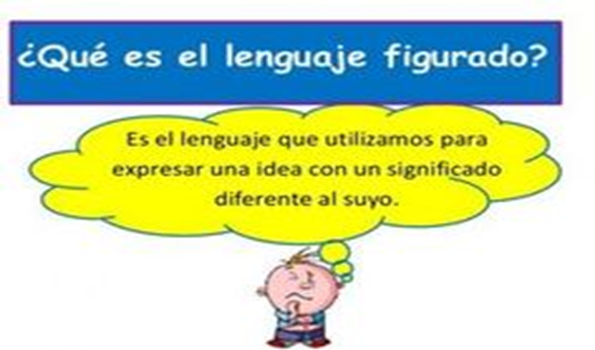 ¿Qué es el lenguaje figurado?
Es el lenguaje que utilizamos para
expresar una idea con un significado
diferente al suyo.